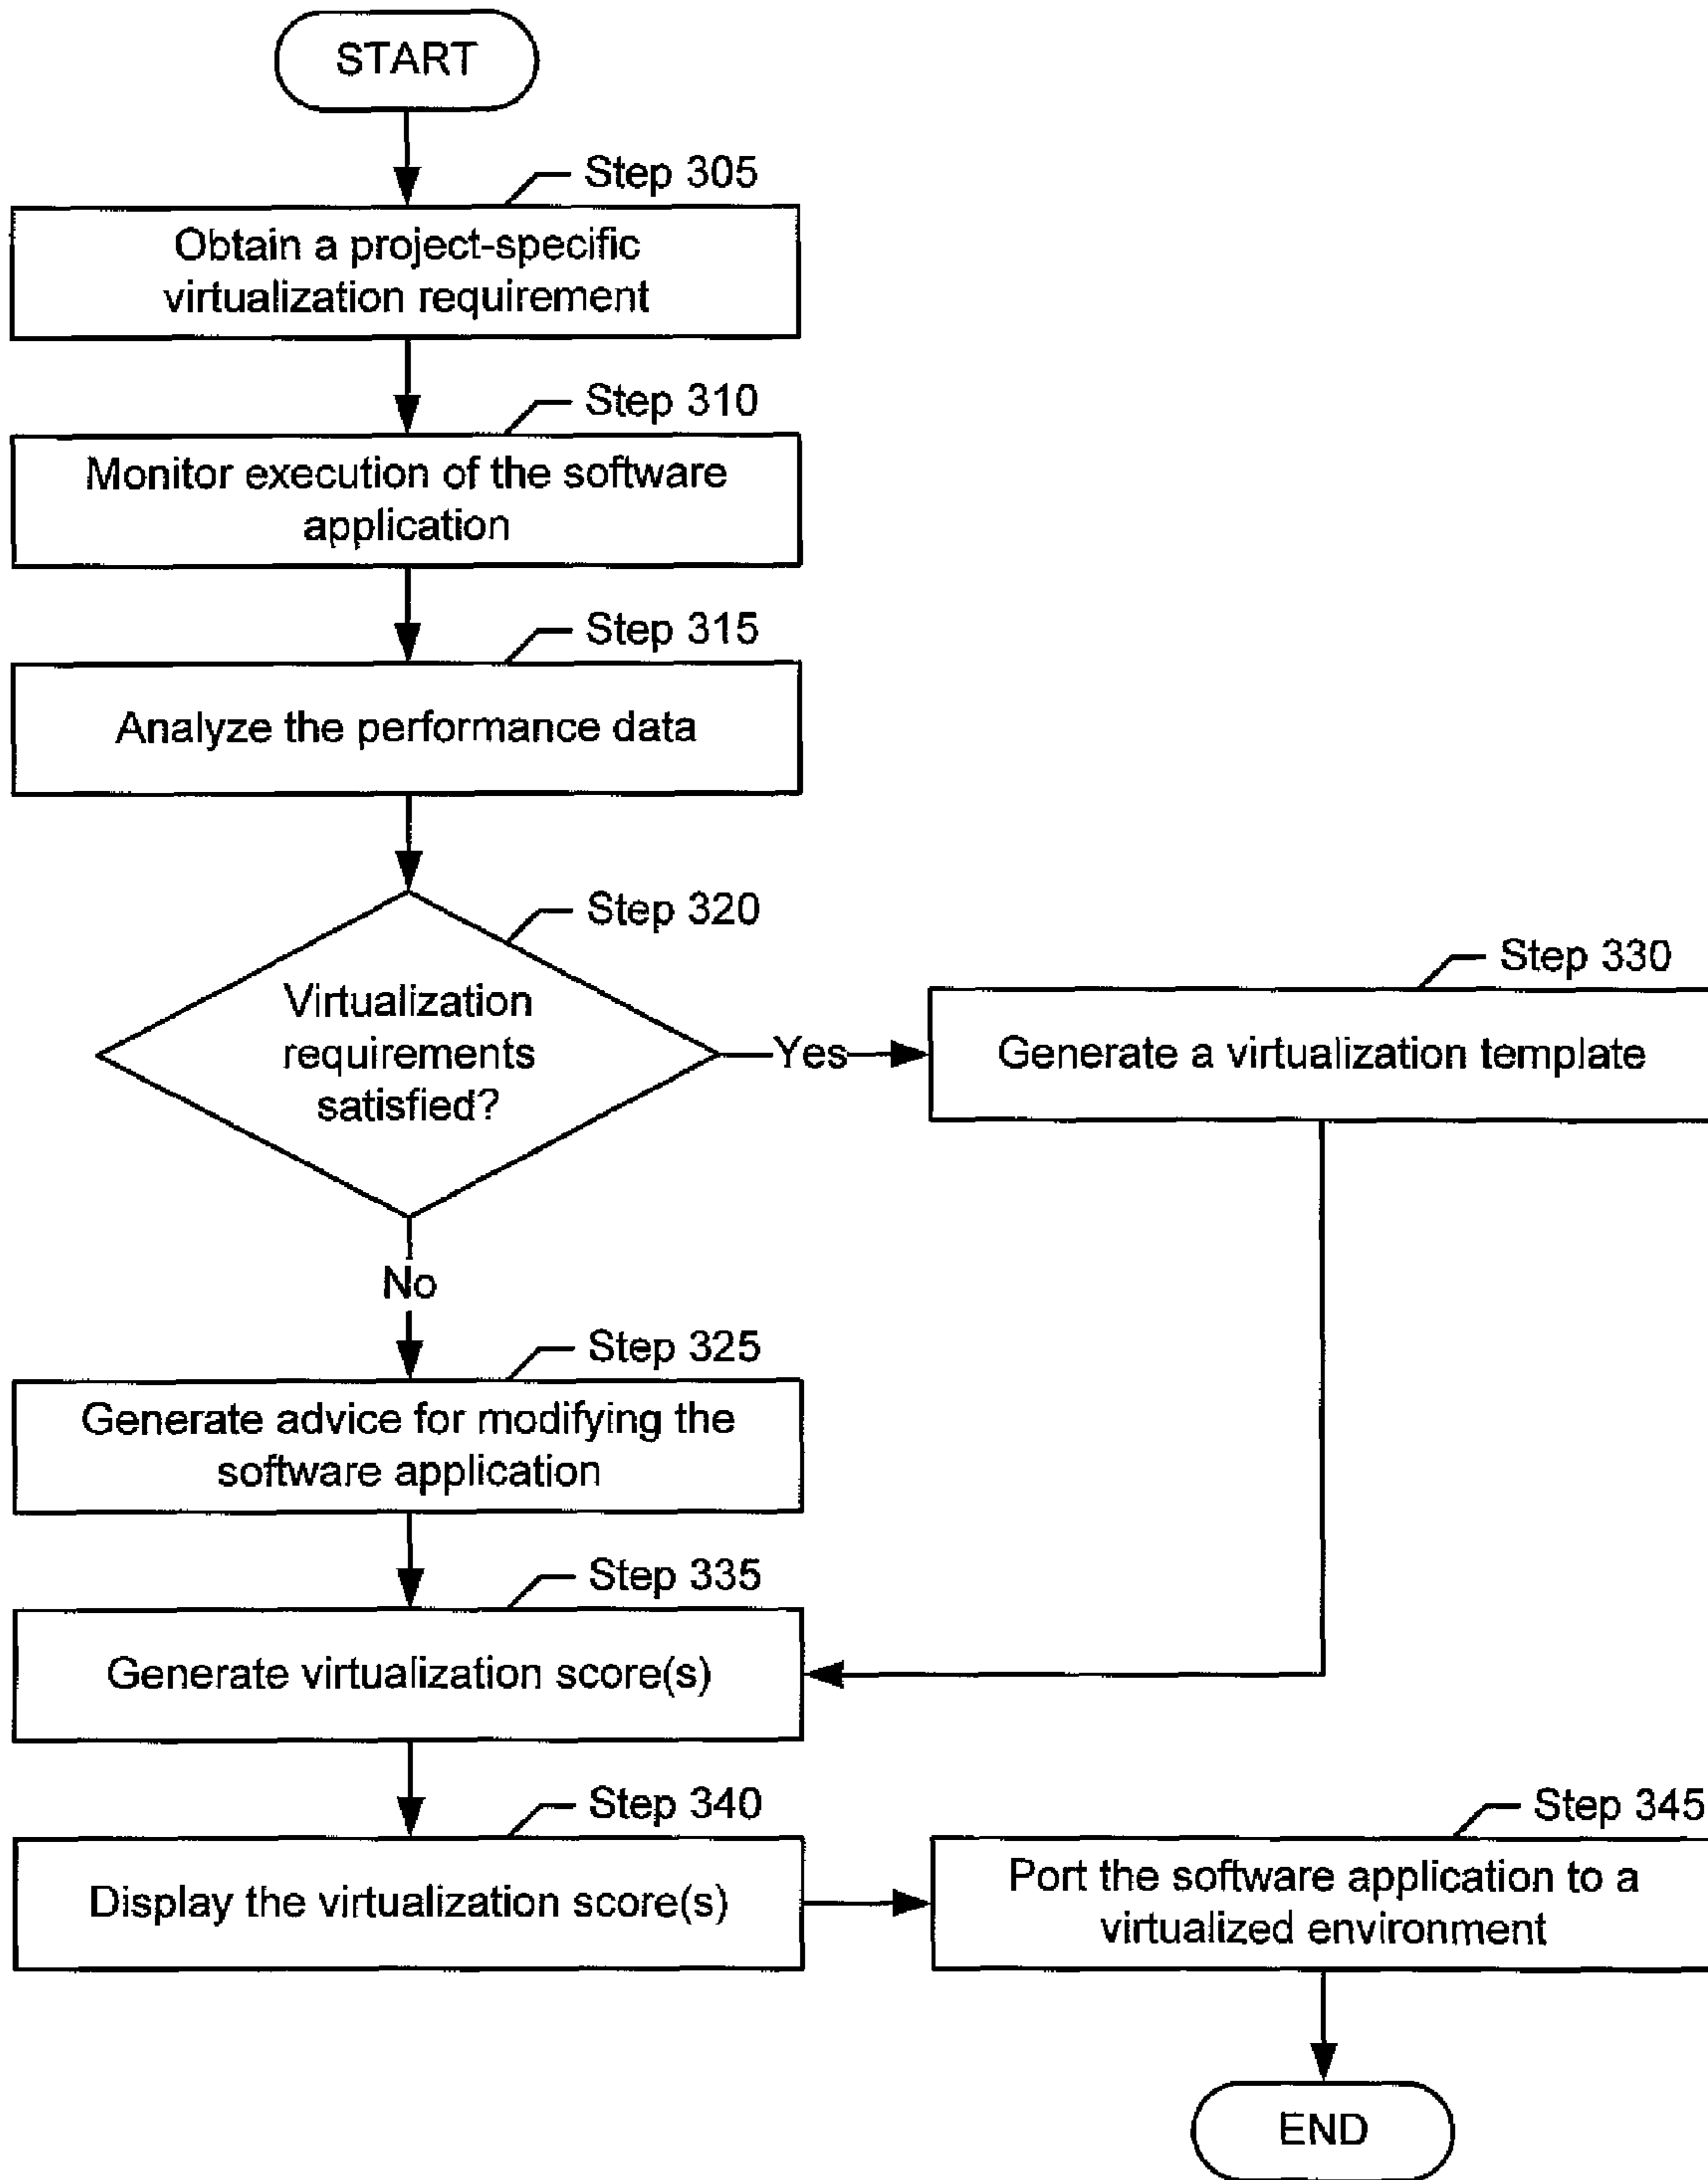 START
Step 305
Obtain a project-specific
virtualization requirement
Step 310
Monitor execution of the software
application
Step 315
Analyze the performance data
Step 320
Virtualization
requirements
satisfied?
Yes
Step 330
Generate a virtualization template
No
Step 325
Generate advice for modifying the
software application
Step 335
Generate virtualization score(s)
Step 340
Display the virtualization score(s)
Step 345
Port the software application to a
virtualized environment
END